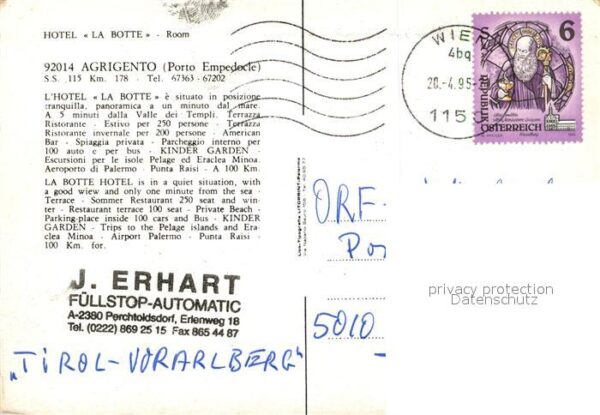 HOTEL « LA BOTTE » - Room
92014 AGRIGENTO (Porto Empedocle)
S.S. 115 Km. 178 - Tel. 67363-67202
L'HOTEL « LA BOTTE » è situato in posizione
tranquilla, panoramica a un minuto dal mare.
A 5 minuti dalla Valle dei Templi. Terrazza
Ristorante - Estivo per 250 persone - Terrazza
Ristorante invernale per 200 persone - American
Bar - Spiaggia privata - Parcheggio interno per
100 auto e per bus - KINDER GARDEN -
Escursioni per le isole Pelage ed Eraclea Minoa.
Aeroporto di Palermo - Punta Raisi - A 100 Km.
LA BOTTE HOTEL is in a quiet situation, with
a good wiew and only one minute from the sea -
Terrace - Sommer Restaurant 250 seat and win-
ter - Restaurant terrace 100 seat - Private Beach -
Parking-place inside 100 cars and Bus - KINDER
GARDEN - Trips to the Pelage islands and Era-
clea Minoa - Airport Palermo - Punta Raisi -
100 Km. for.
J. ERHART
FÜLLSTOP-AUTOMATIC
A-2380 Perchtoldsdorf, Erlenweg 18
Tel. (0222) 869 25 15 Fax 865 44 87
„TIROL-VORARLBERG"
WIEN
4bq
20.-4.95
115
S 6
REPUBLIK
ÖSTERREICH
ORF-
Po
5010
privacy protection
Datenschutz